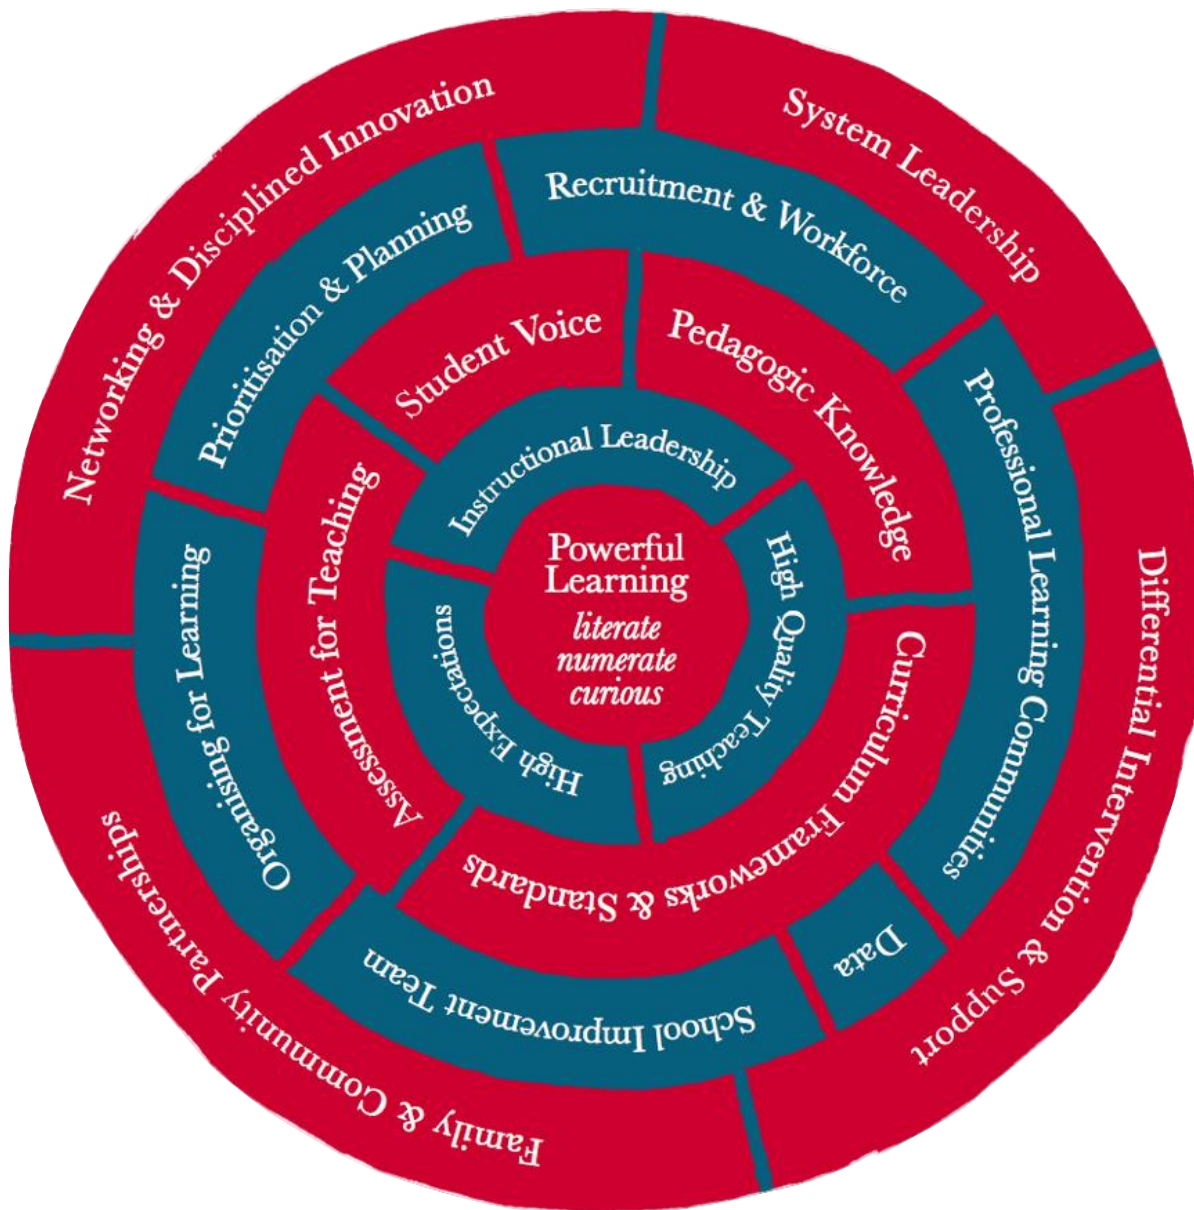 Powerful
Learning
literate
numerate
curious
Instructional Leadership
High Quality Teaching
High Expectations
Student Voice
Pedagogic Knowledge
Curriculum Frameworks & Standards
Assessment for Teaching
Prioritisation & Planning
Recruitment & Workforce
Professional Learning Communities
Data
School Improvement Team
Organising for Learning
Networking & Disciplined Innovation
System Leadership
Differential Intervention & Support
Family & Community Partnerships